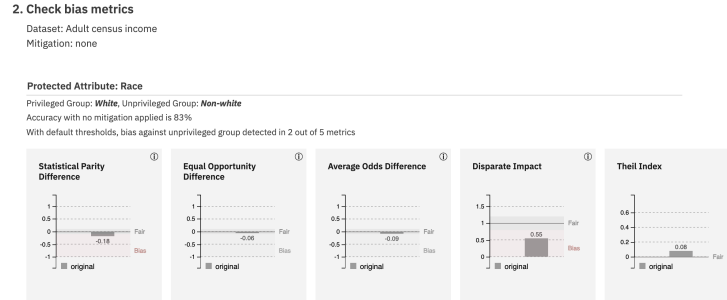 2. Check bias metrics
Dataset: Adult census income
Mitigation: none
Protected Attribute: Race
Privileged Group: White, Unprivileged Group: Non-white
Accuracy with no mitigation applied is 83%
With default thresholds, bias against unprivileged group detected in 2 out of 5 metrics
Statistical Parity
Difference
1
0.5
0
-0.5
-1
-0.18
Fair
Bias
original
Equal Opportunity
Difference
1
0.5
0
-0.5
-1
-0.06
Fair
Bias
original
Average Odds Difference
1
0.5
0
-0.5
-1
-0.09
Fair
Bias
original
Disparate Impact
1.5
1
0.5
0
0.55
Fair
Bias
original
Theil Index
0.6
0.4
0.2
0
0.08
Fair
original